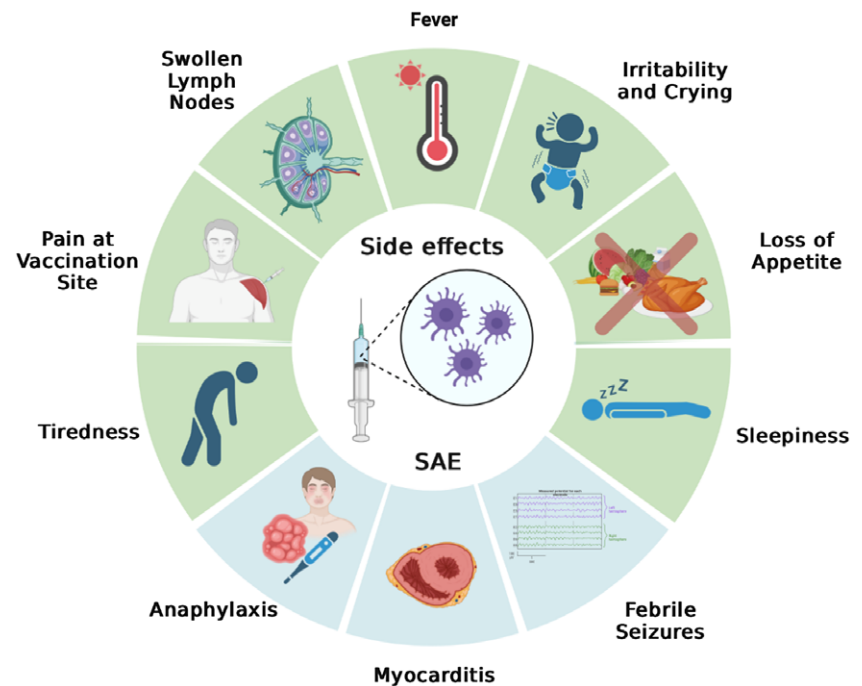 Fever
Swollen
Lymph
Nodes
Irritability
and Crying
Pain at
Vaccination
Site
Side effects
Loss of
Appetite
zzz
Tiredness
SAE
Sleepiness
Anaphylaxis
Myocarditis
Febrile
Seizures